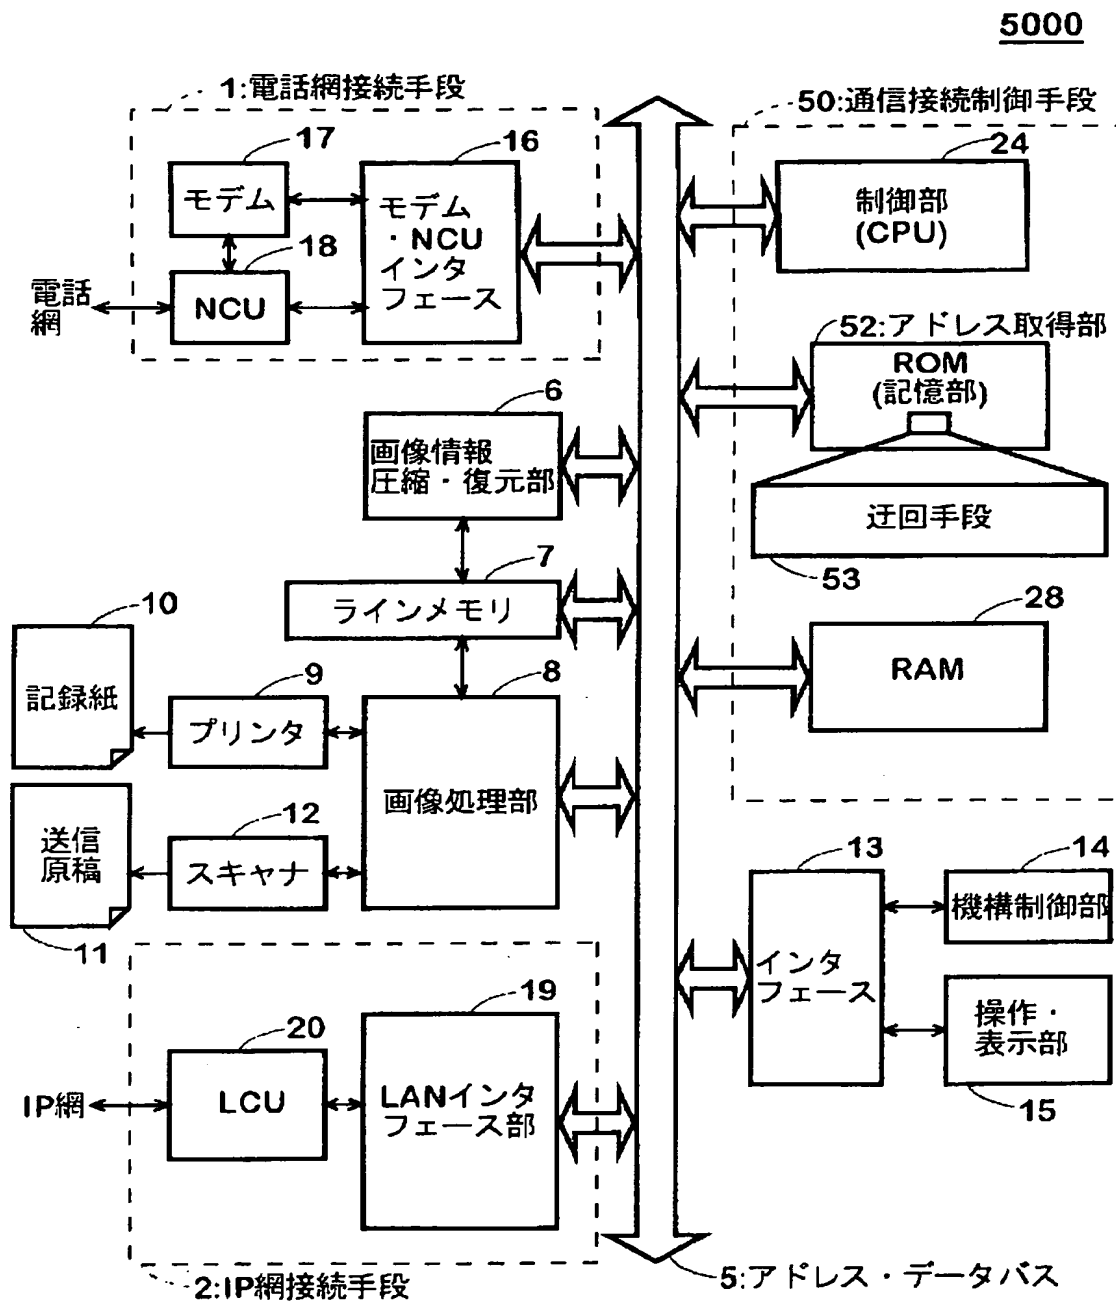 5000
1:電話網接続手段
50:通信接続制御手段
17
16
24
モデム
モデム
・NCU
インタ
フェース
制御部
(CPU)
18
NCU
電話
網
52:アドレス取得部
ROM
(記憶部)
6
画像情報
圧縮・復元部
迂回手段
53
7
ラインメモリ
10
28
記録紙
9
プリンタ
8
RAM
画像処理部
送信
原稿
12
スキャナ
11
13
14
機構制御部
インタ
フェース
19
20
LCU
LANインタ
フェース部
IP網
操作・
表示部
15
2:IP網接続手段
5:アドレス・データバス